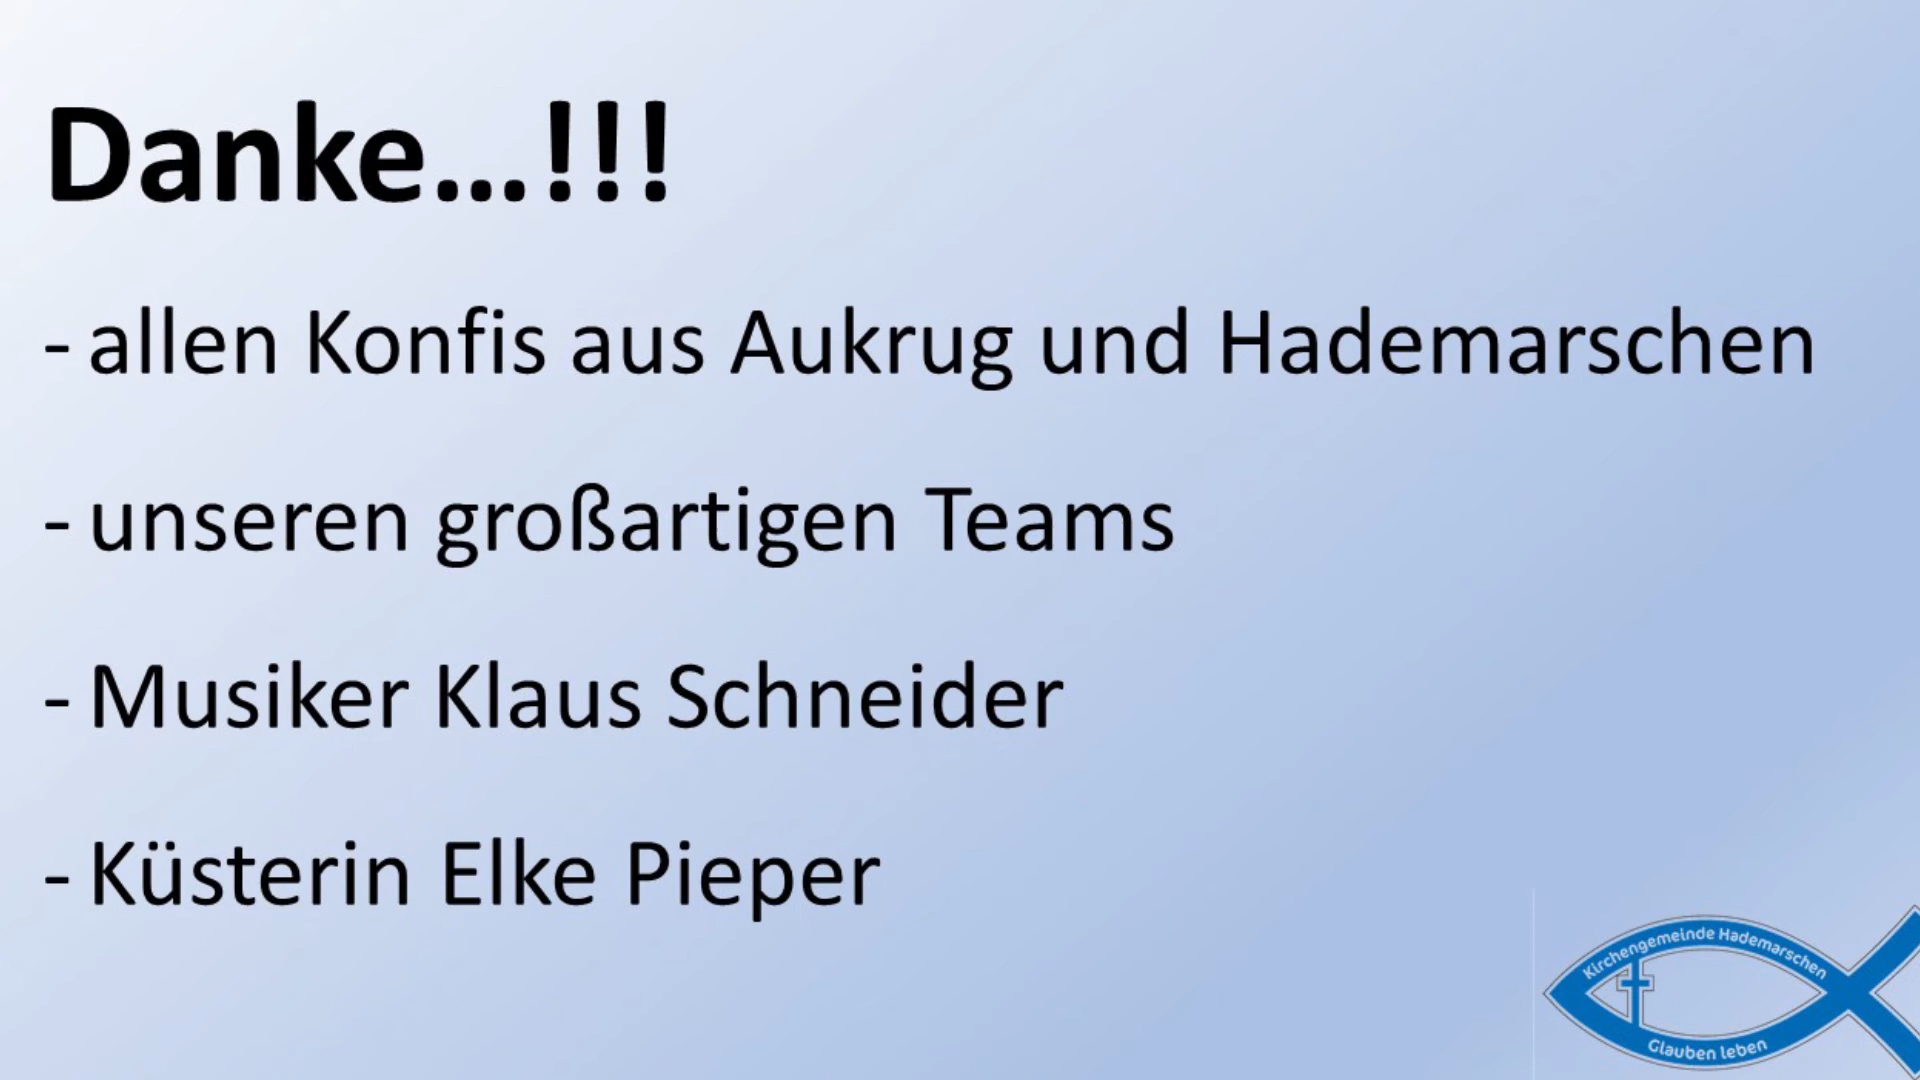 Danke...!!!
- allen Konfis aus Aukrug und Hademarschen
- unseren großartigen Teams
- Musiker Klaus Schneider
- Küsterin Elke Pieper
Kirchengemeinde Hademarschen
Glauben leben